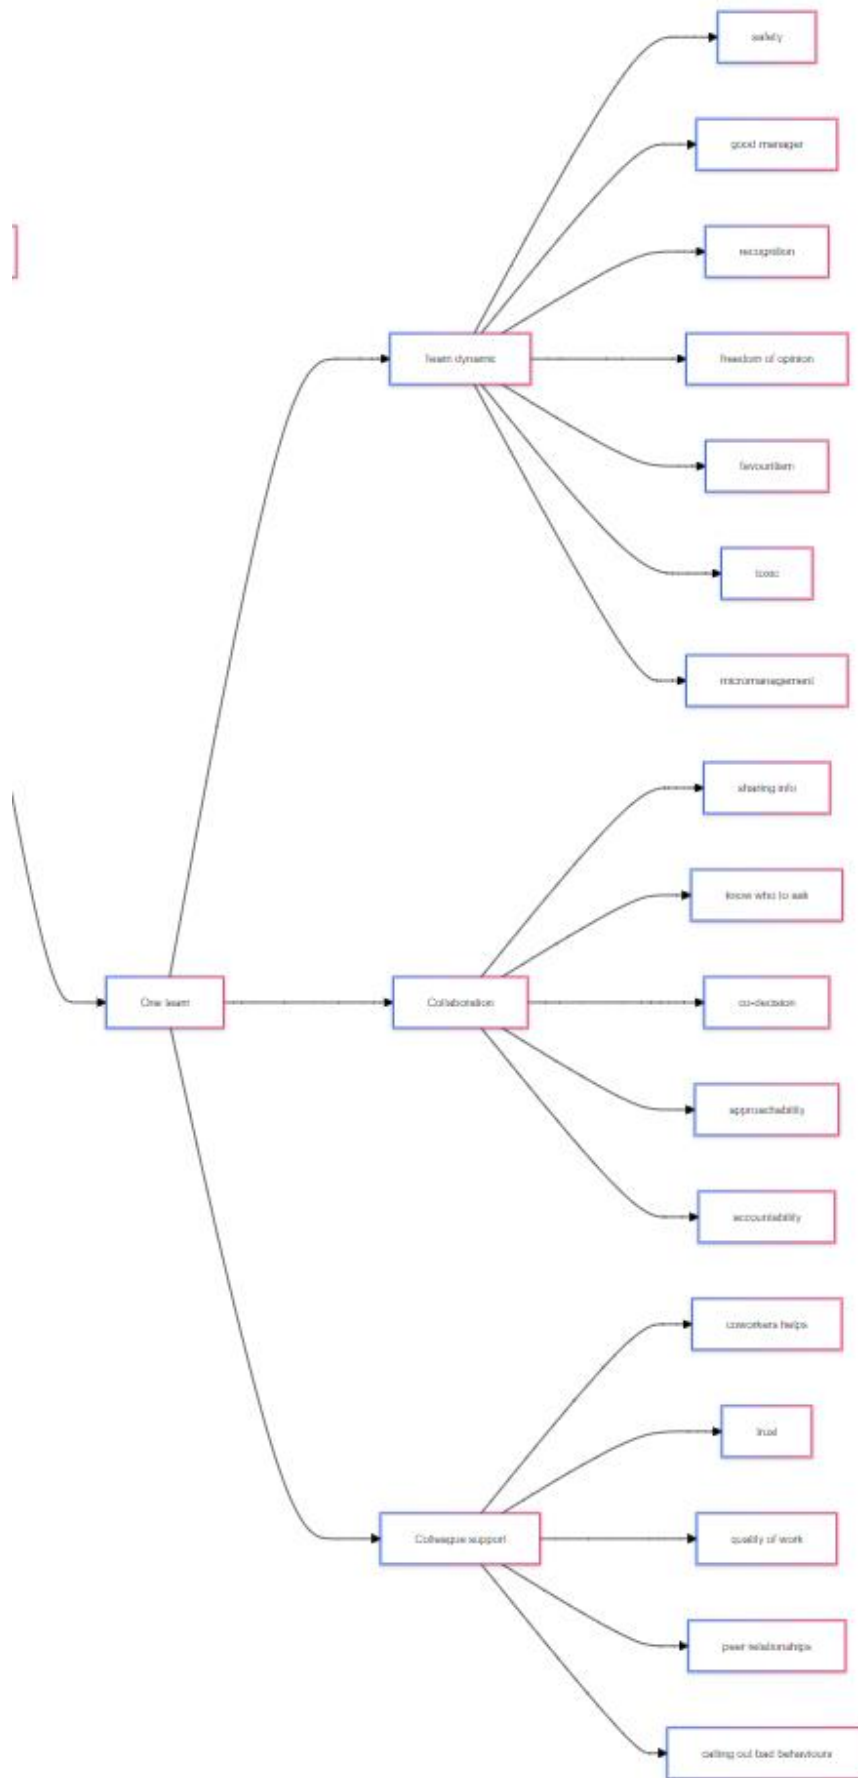 safety
good manager
recognition
Team dynamic
freedom of opinion
favouritism
toxic
micromanagement
sharing info
know who to ask
One team
Collaboration
co-decision
approachability
accountability
coworkers helps
trust
Colleague support
quality of work
peer relationships
calling out bad behaviours